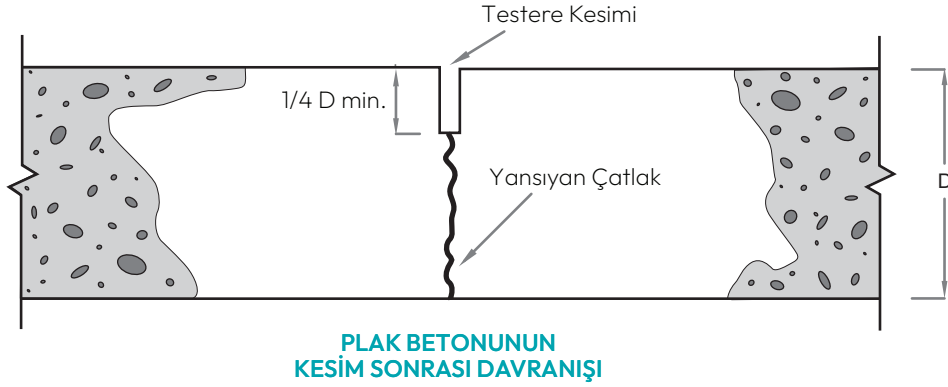 Testere Kesimi
1/4 D min.
Yansıyan Çatlak
D
PLAK BETONUNUN
KESİM SONRASI DAVRANIŞI